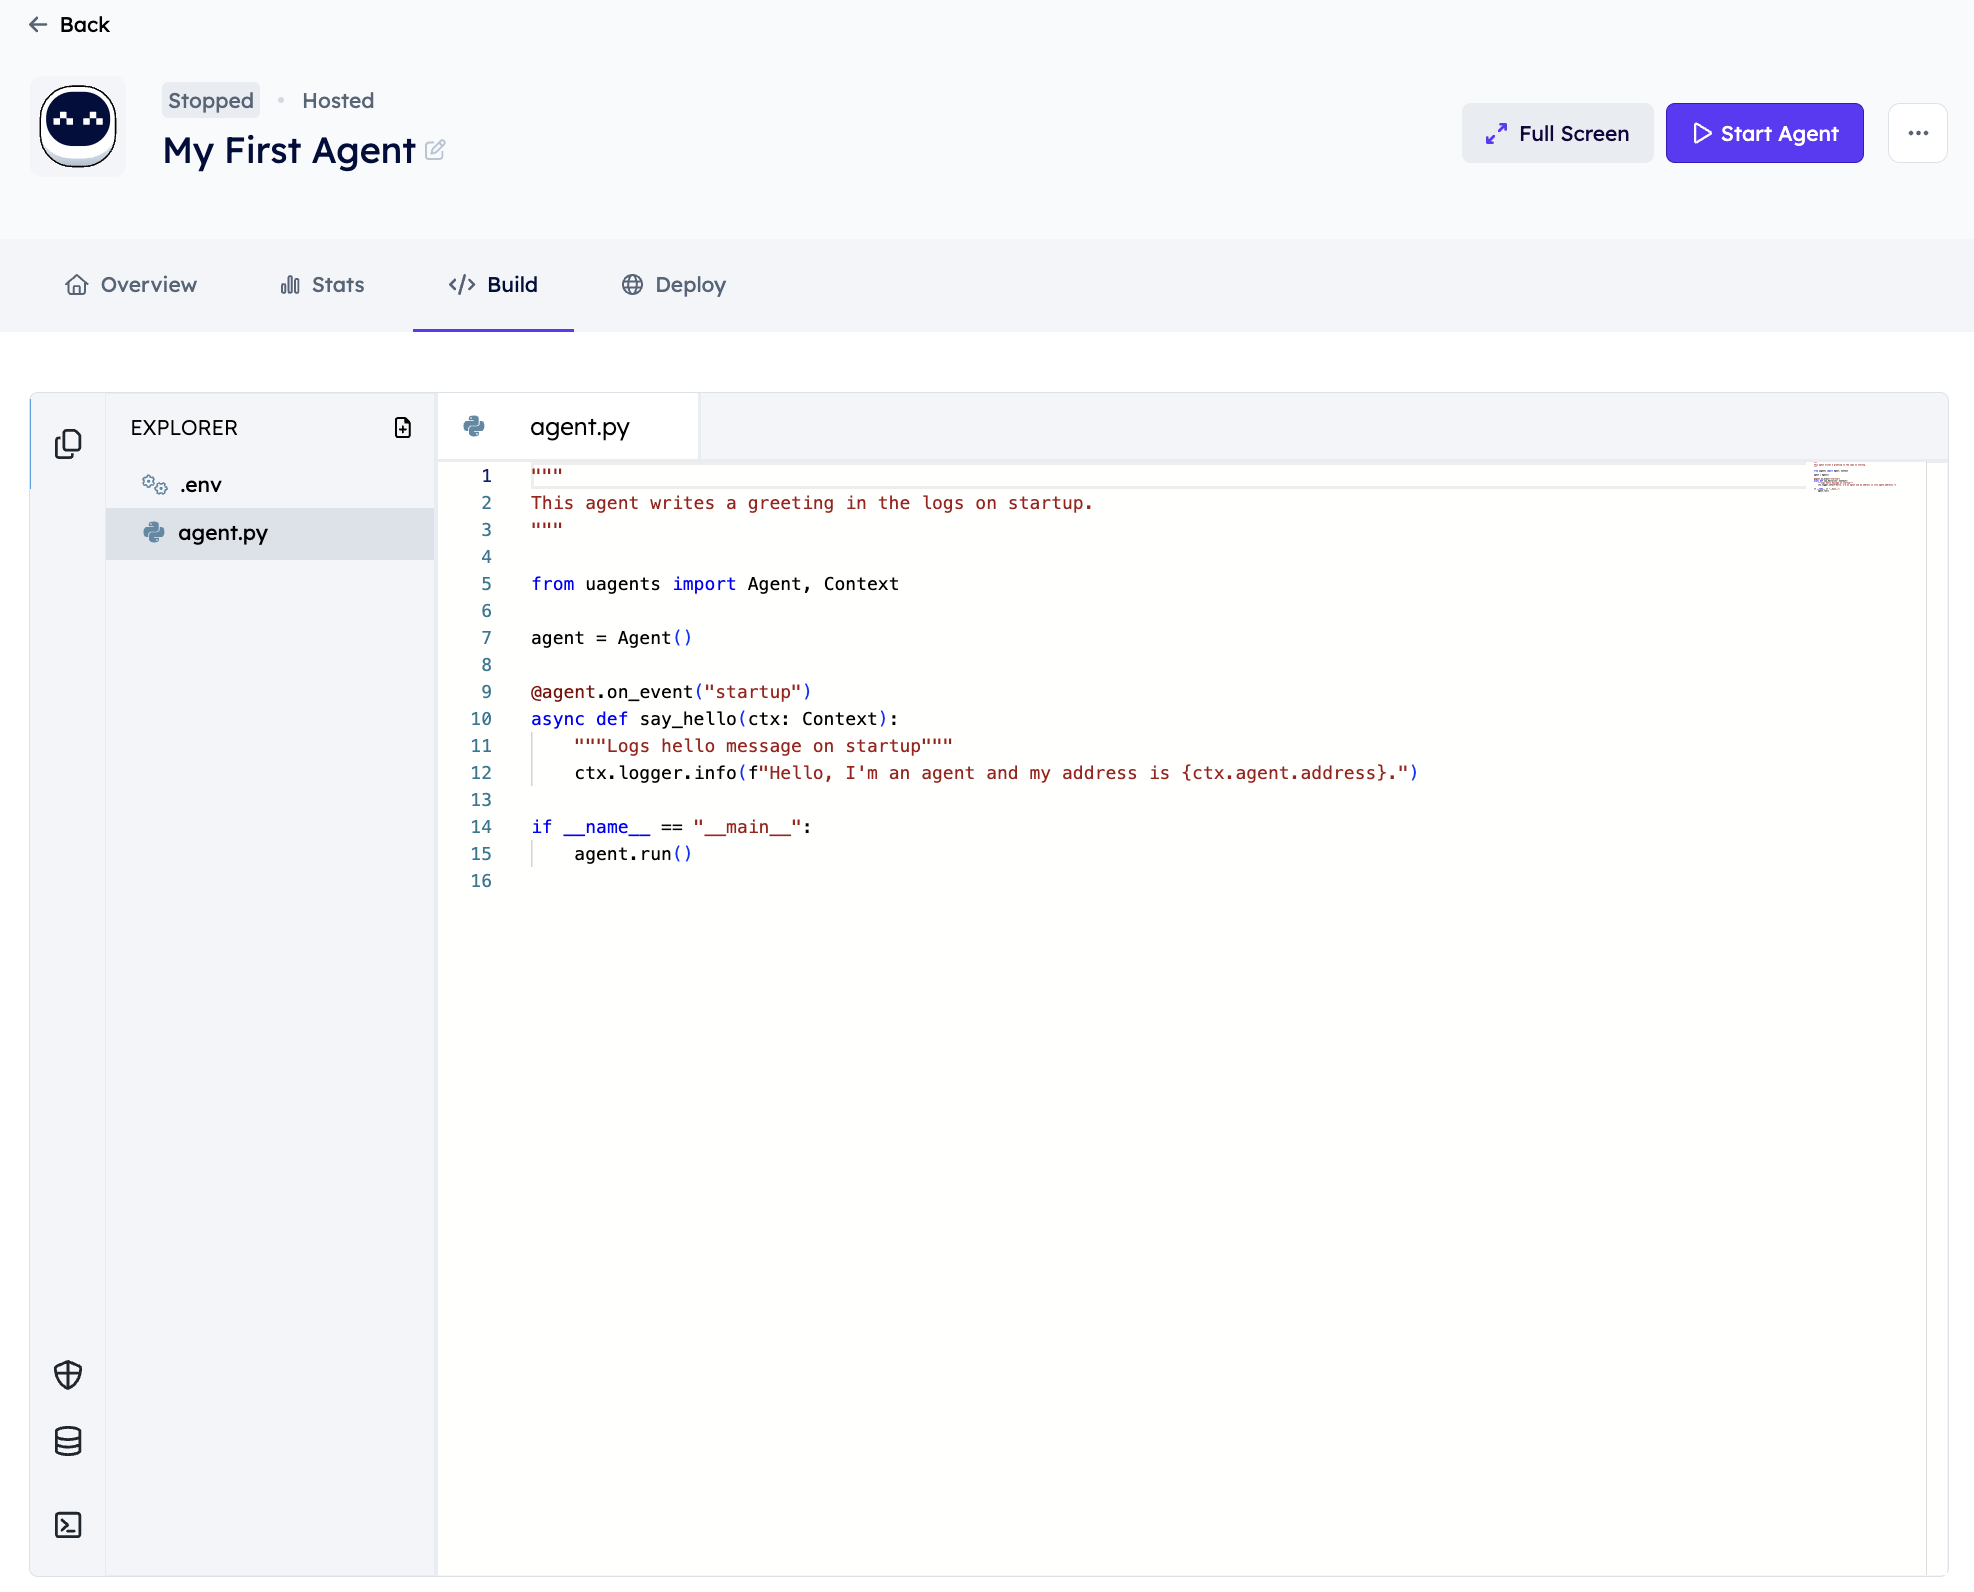 Back
Stopped • Hosted
My First Agent
Full Screen
Start Agent
Overview
Stats
</> Build
Deploy
EXPLORER
.env
agent.py
agent.py
1 """
2 This agent writes a greeting in the logs on startup.
3 """
4
5 from uagents import Agent, Context
6
7 agent = Agent()
8
9 @agent.on_event("startup")
10 async def say_hello(ctx: Context):
11     """Logs hello message on startup"""
12     ctx.logger.info(f"Hello, I'm an agent and my address is {ctx.agent.address}.")
13
14 if __name__ == "__main__":
15     agent.run()
16